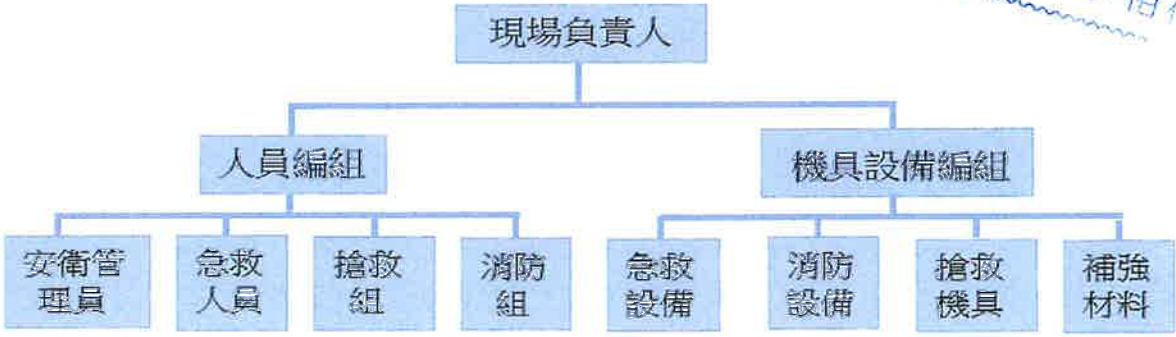 現場負責人
人員編組
機具設備編組
安衛管
理員
急救
人員
搶救
組
消防
組
急救
設備
消防
設備
搶救
機具
補強
材料